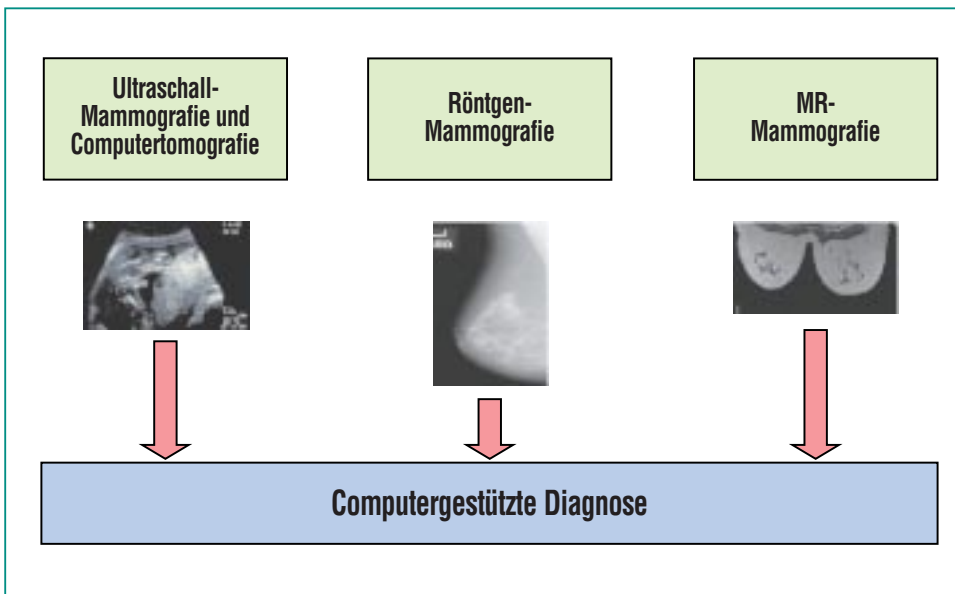 Ultraschall-
Mammografie und
Computertomografie
Röntgen-
Mammografie
MR-
Mammografie
Computergestützte Diagnose